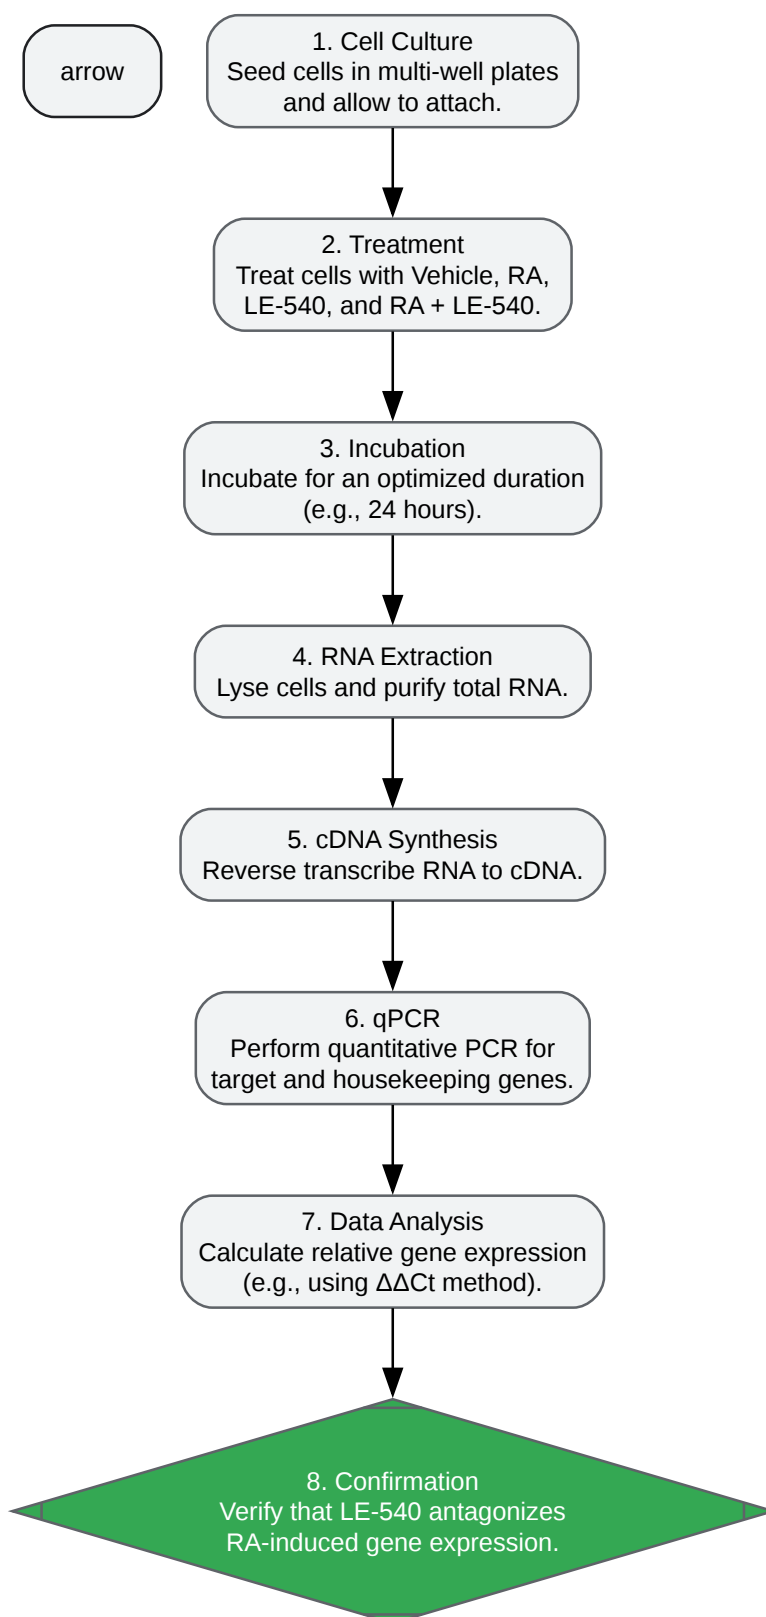 arrow
1. Cell Culture
Seed cells in multi-well plates
and allow to attach.
2. Treatment
Treat cells with Vehicle, RA,
LE-540, and RA + LE-540.
3. Incubation
Incubate for an optimized duration
(e.g., 24 hours).
4. RNA Extraction
Lyse cells and purify total RNA.
5. cDNA Synthesis
Reverse transcribe RNA to cDNA.
6. qPCR
Perform quantitative PCR for
target and housekeeping genes.
7. Data Analysis
Calculate relative gene expression
(e.g., using ΔΔCt method).
8. Confirmation
Verify that LE-540 antagonizes
RA-induced gene expression.